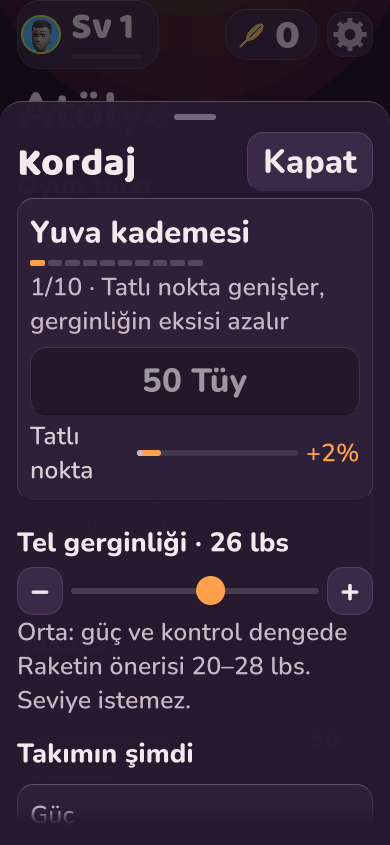 Sv 1
0
Atölye
Kordaj
Kapat
Yuva kademesi
1/10 · Tatlı nokta genişler,
gerginliğin eksisi azalır
50 Tüy
Tatlı
nokta
+2%
Tel gerginliği · 26 lbs
−
+
Orta: güç ve kontrol dengede
Raketin önerisi 20–28 lbs.
Seviye istemez.
Takımın şimdi
Güç